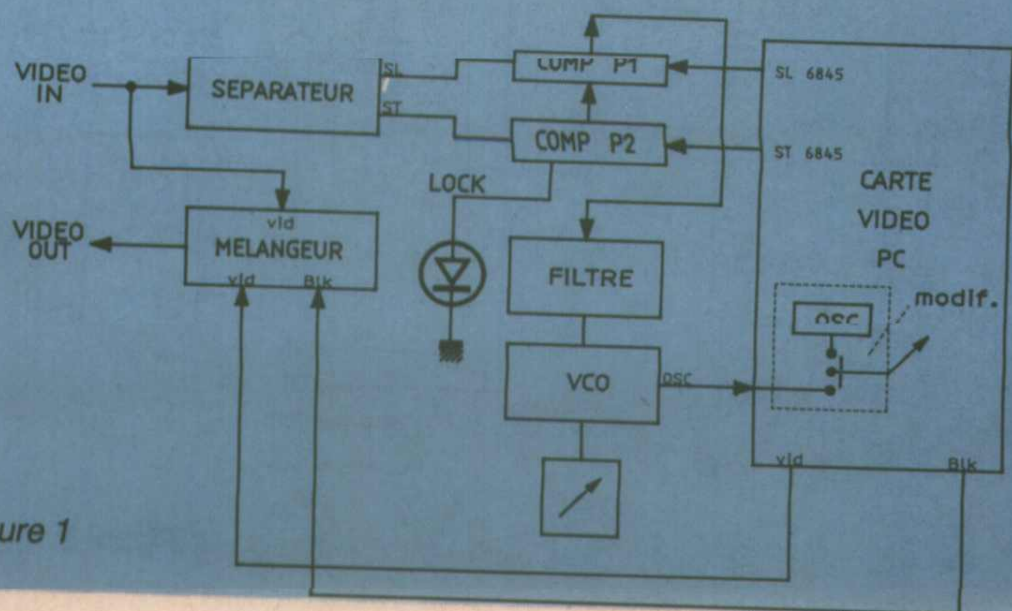 VIDEO
IN
SEPARATEUR
SL
ST
COMP P1
COMP P2
SL 6845
ST 6845
CARTE
VIDEO
PC
LOCK
vid
MELANGEUR
vid
Blk
VIDEO
OUT
FILTRE
VCO
OSC
OSC
modif.
vid
Blk
ure 1